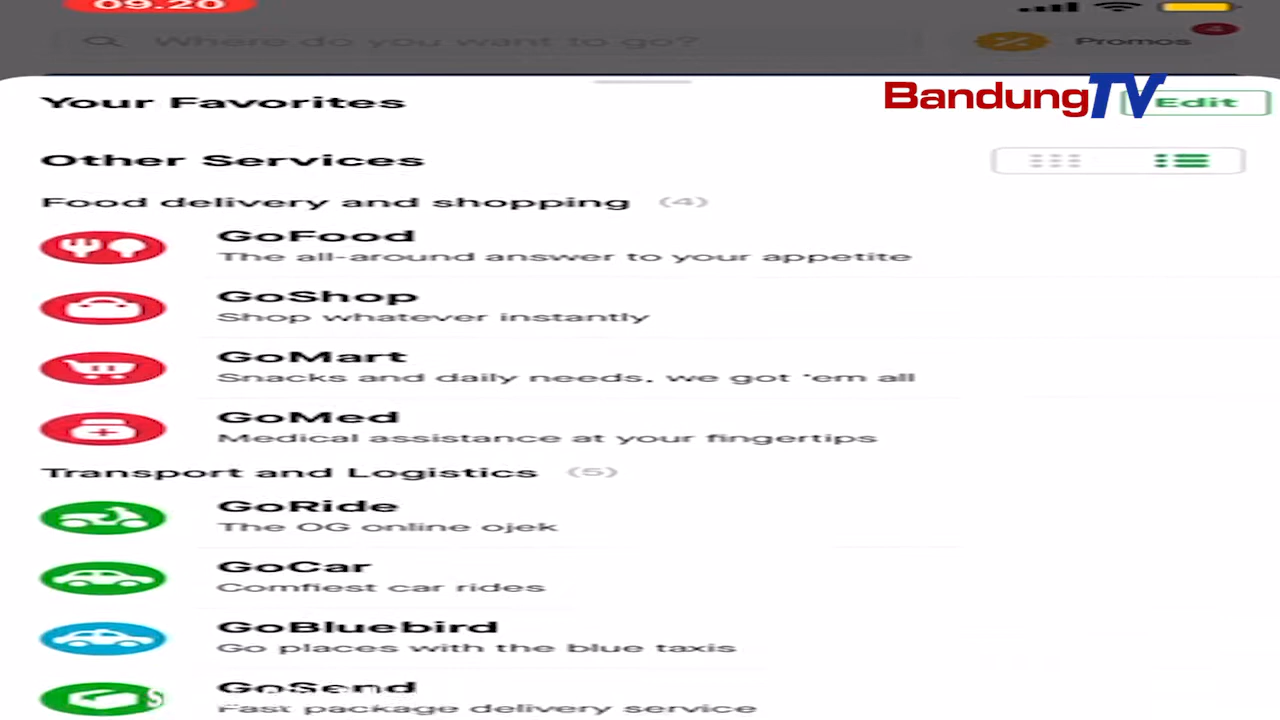 09.20
Where do you want to go?
Promos
Your Favorites
BandungTV
Edit
Other Services
Food delivery and shopping (4)
GoFood
The all-around answer to your appetite
GoShop
Shop whatever instantly
GoMart
Snacks and daily needs, we got 'em all
GoMed
Medical assistance at your fingertips
Transport and Logistics (5)
GoRide
The OG online ojek
GoCar
Comfiest car rides
GoBluebird
Go places with the blue taxis
GoSend
Fast package delivery service